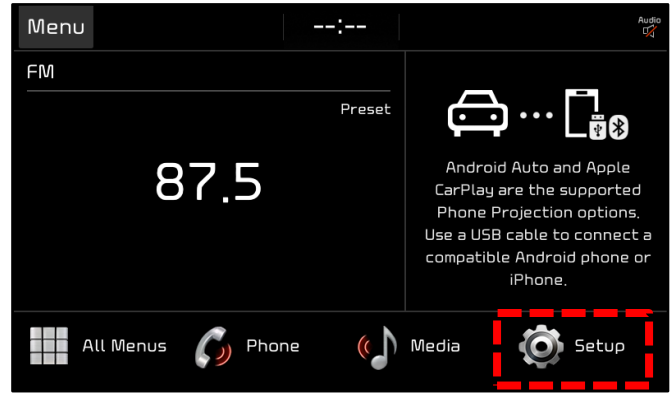 Menu
--:--
Audio
FM
Preset
87.5
Android Auto and Apple
CarPlay are the supported
Phone Projection options.
Use a USB cable to connect a
compatible Android phone or
iPhone.
All Menus
Phone
Media
Setup